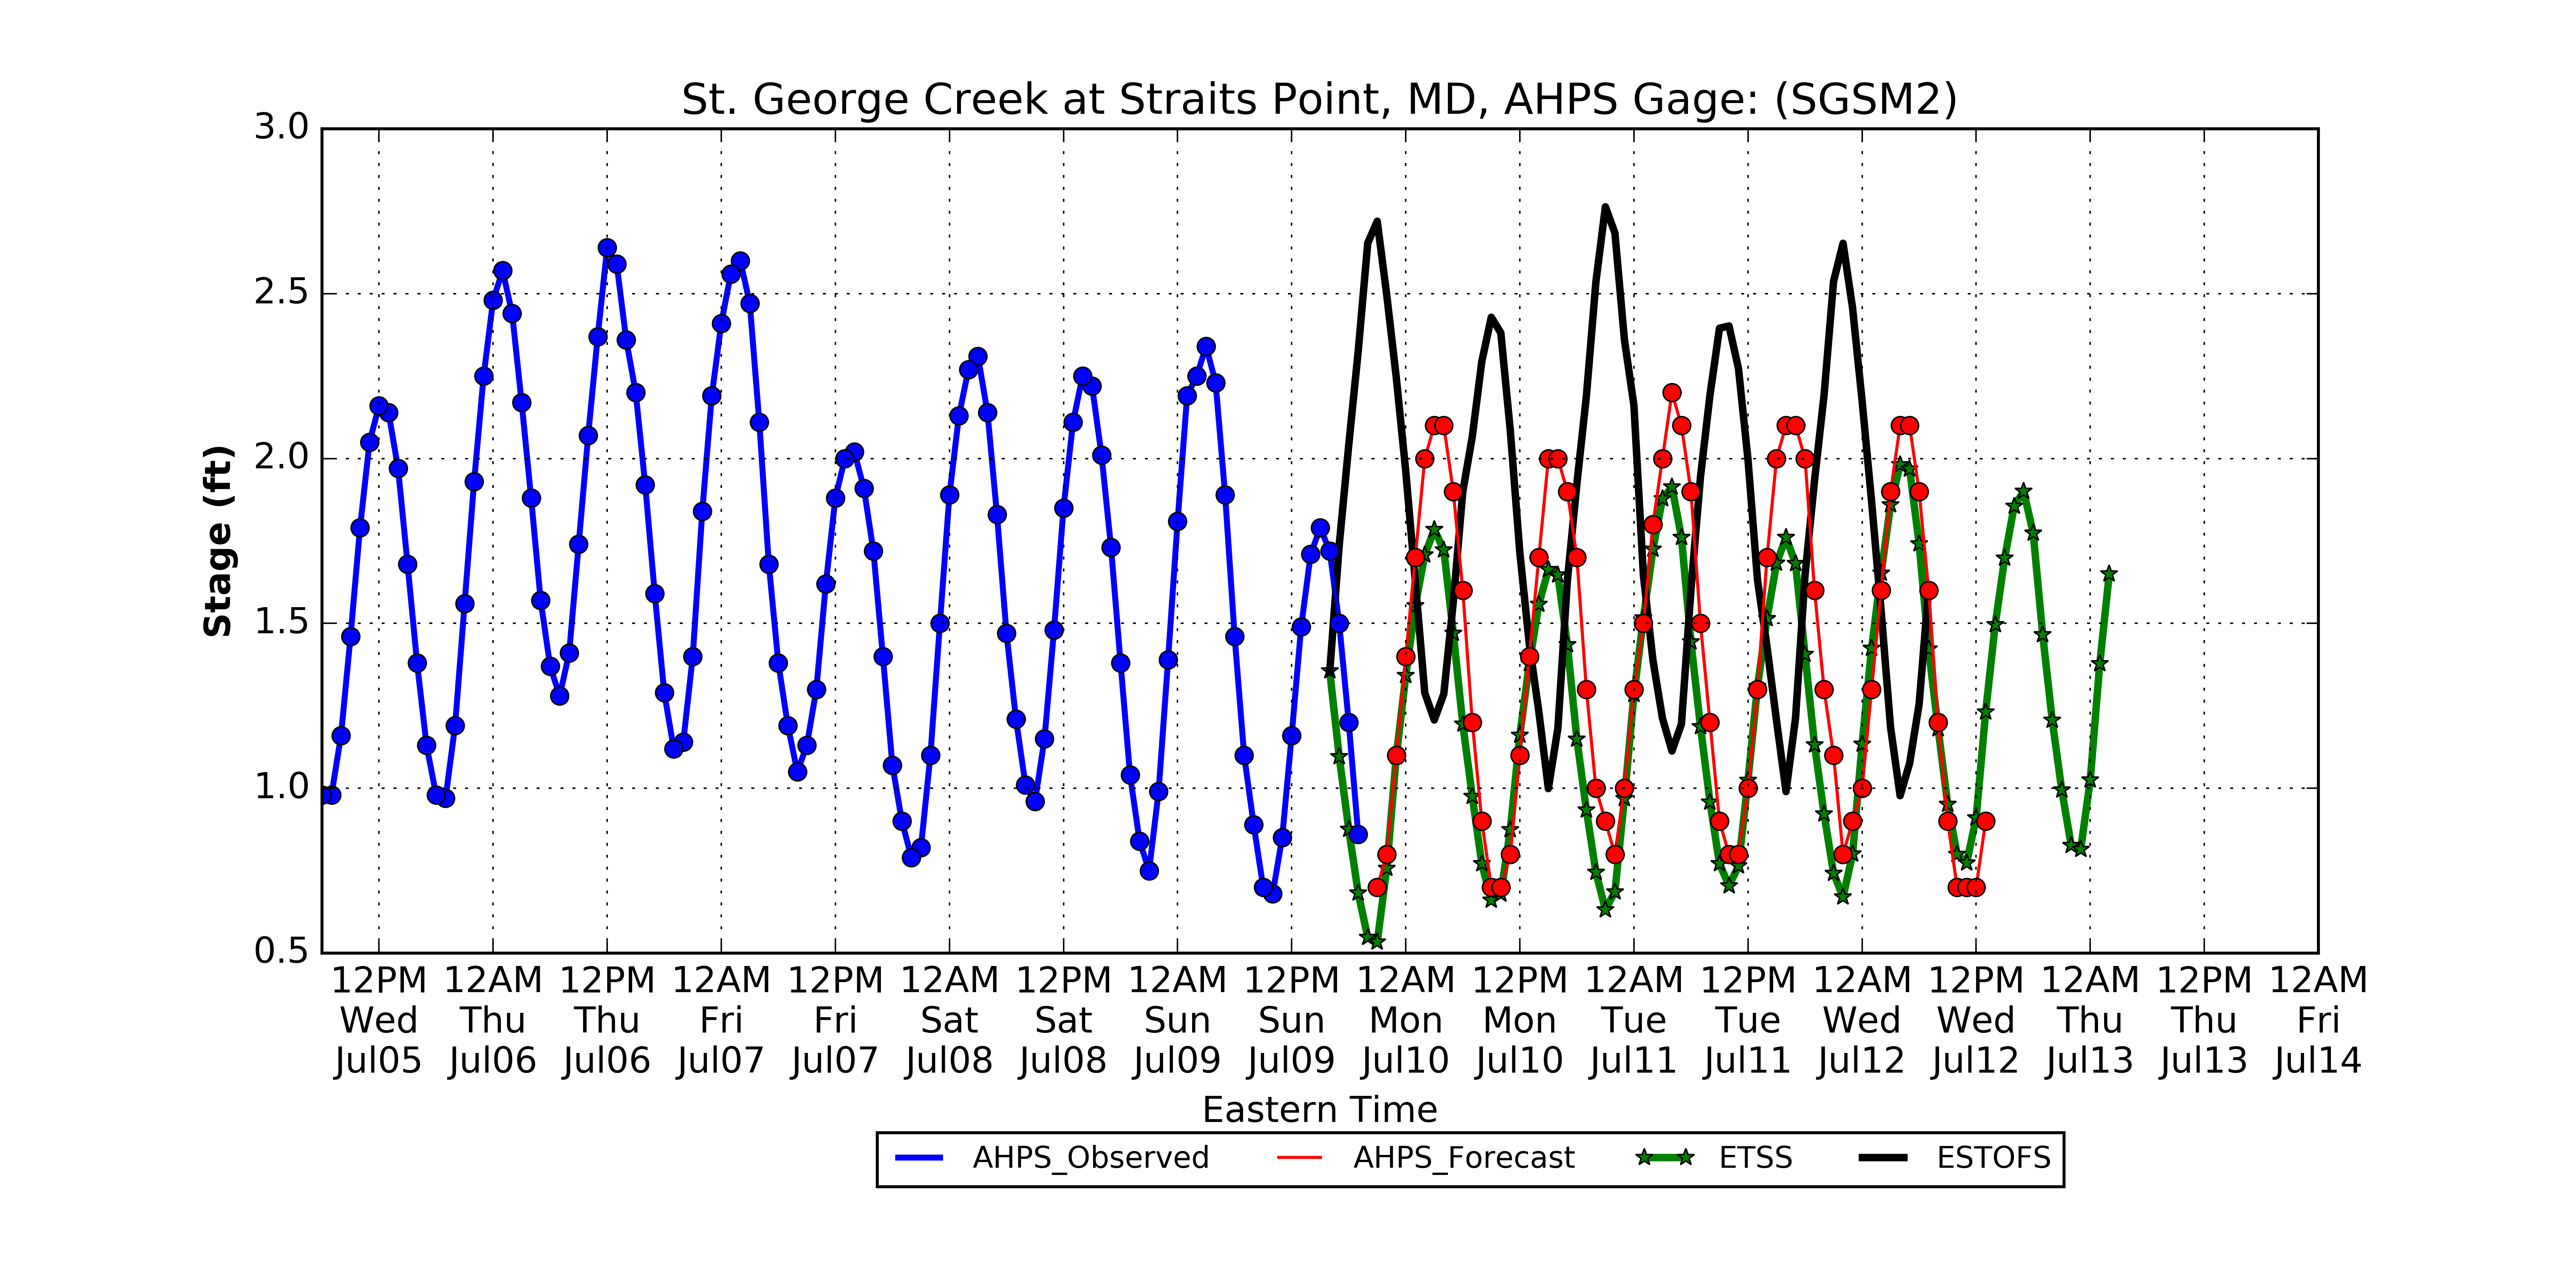 St. George Creek at Straits Point, MD, AHPS Gage: (SGSM2)
3.0
2.5
2.0
1.5
1.0
0.5
Stage (ft)
12PM 12AM 12PM 12AM 12PM 12AM 12PM 12AM 12PM 12AM 12PM 12AM 12PM 12AM 12PM 12AM 12PM 12AM
Wed Thu Thu Fri Fri Sat Sat Sun Sun Mon Mon Tue Tue Wed Wed Thu Thu Fri
Jul05 Jul06 Jul06 Jul07 Jul07 Jul08 Jul08 Jul09 Jul09 Jul10 Jul10 Jul11 Jul11 Jul12 Jul12 Jul13 Jul13 Jul14
Eastern Time
AHPS_Observed AHPS_Forecast ETSS ESTOFS